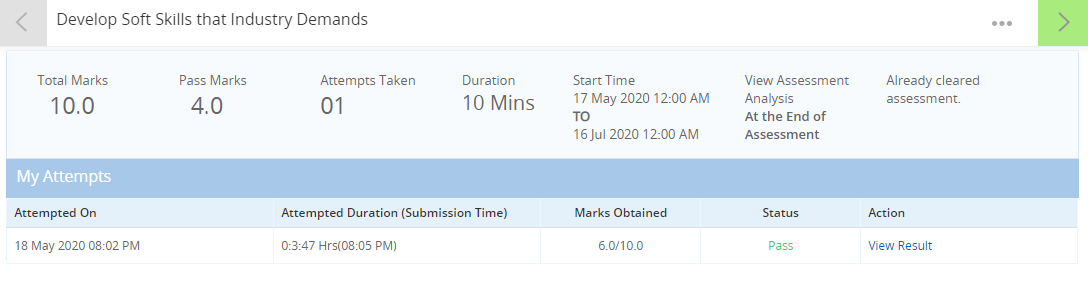 Develop Soft Skills that Industry Demands
Total Marks
10.0
Pass Marks
4.0
Attempts Taken
01
Duration
10 Mins
Start Time
17 May 2020 12:00 AM
TO
16 Jul 2020 12:00 AM
View Assessment
Analysis
At the End of
Assessment
Already cleared
assessment.
My Attempts
Attempted On Attempted Duration (Submission Time) Marks Obtained Status Action
18 May 2020 08:02 PM 0:3:47 Hrs(08:05 PM) 6.0/10.0 Pass View Result